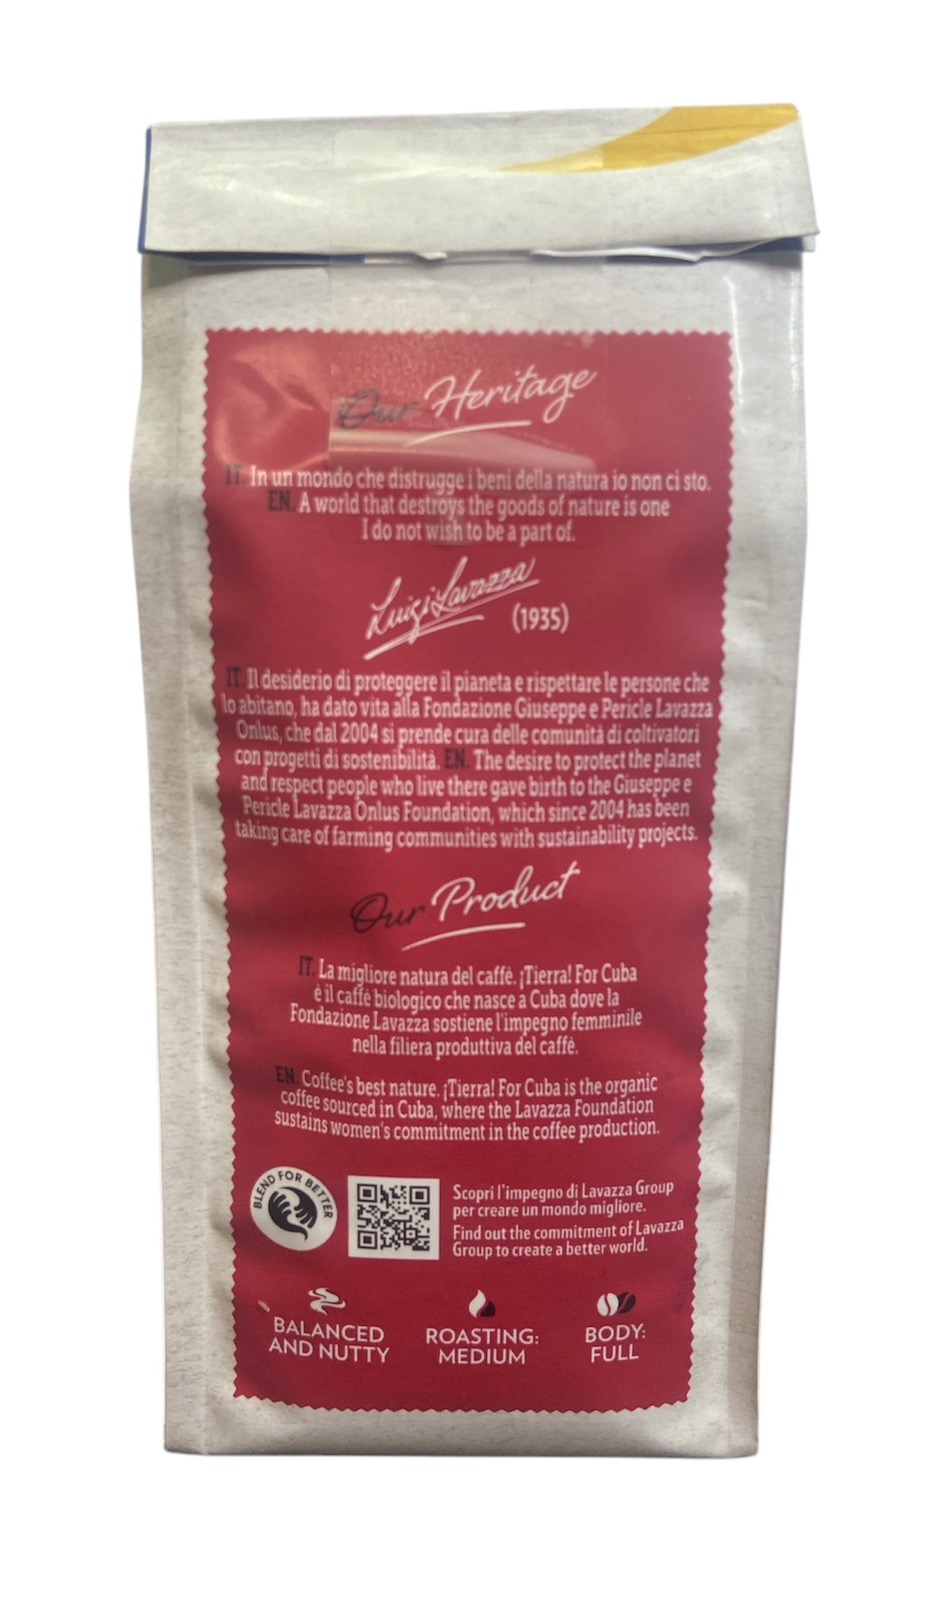 Our Heritage
IT. In un mondo che distrugge i beni della natura io non ci sto.
EN. A world that destroys the goods of nature is one
I do not wish to be a part of.
Luigi Lavazza (1935)
IT. Il desiderio di proteggere il pianeta e rispettare le persone che
lo abitano, ha dato vita alla Fondazione Giuseppe e Pericle Lavazza
Onlus, che dal 2004 si prende cura delle comunità di coltivatori
con progetti di sostenibilità. EN. The desire to protect the planet
and respect people who live there gave birth to the Giuseppe e
Pericle Lavazza Onlus Foundation, which since 2004 has been
taking care of farming communities with sustainability projects.
Our Product
IT. La migliore natura del caffè. ¡Tierra! For Cuba
è il caffè biologico che nasce a Cuba dove la
Fondazione Lavazza sostiene l'impegno femminile
nella filiera produttiva del caffè.
EN. Coffee's best nature. ¡Tierra! For Cuba is the organic
coffee sourced in Cuba, where the Lavazza Foundation
sustains women's commitment in the coffee production.
BLEND FOR BETTER
Scopri l'impegno di Lavazza Group
per creare un mondo migliore.
Find out the commitment of Lavazza
Group to create a better world.
BALANCED
AND NUTTY
ROASTING:
MEDIUM
BODY:
FULL